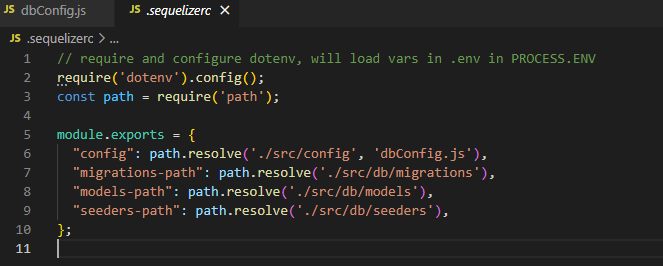 JS dbConfig.js
JS .sequelizerc ×
JS .sequelizerc > ...
1 // require and configure dotenv, will load vars in .env in PROCESS.ENV
2 require('dotenv').config();
3 const path = require('path');
4
5 module.exports = {
6 "config": path.resolve('./src/config', 'dbConfig.js'),
7 "migrations-path": path.resolve('./src/db/migrations'),
8 "models-path": path.resolve('./src/db/models'),
9 "seeders-path": path.resolve('./src/db/seeders'),
10 };
11